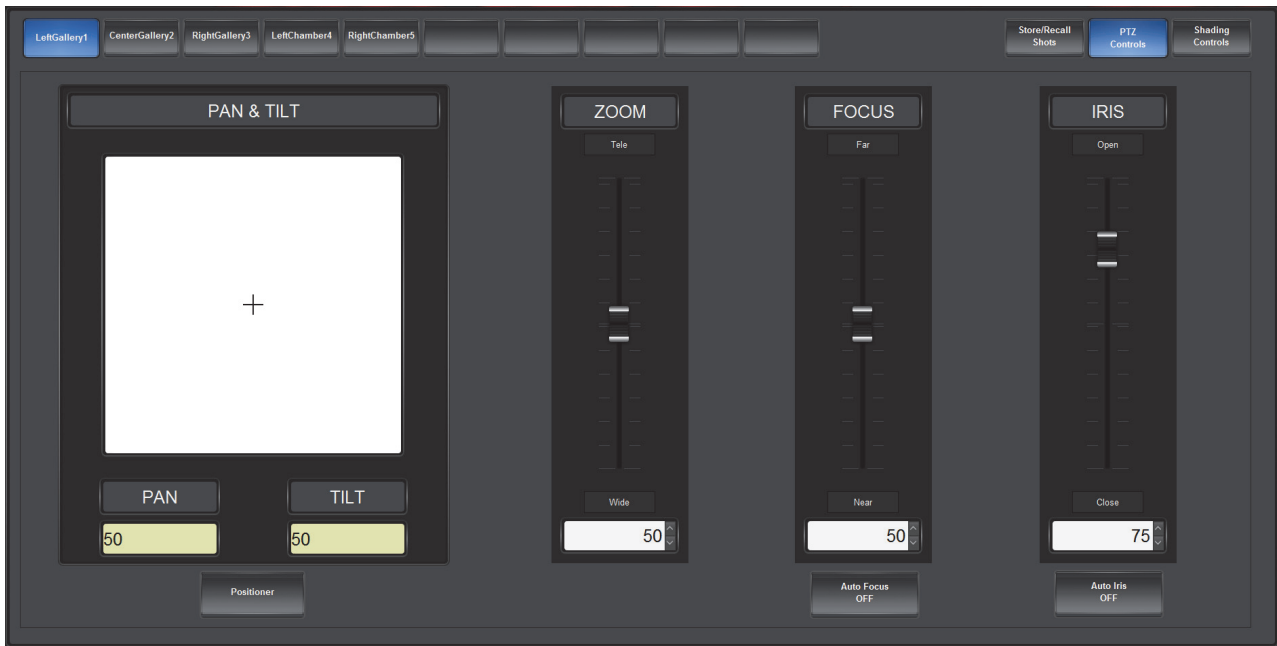 LeftGallery1
CenterGallery2
RightGallery3
LeftChamber4
RightChamber5
Store/Recall
Shots
PTZ
Controls
Shading
Controls
PAN & TILT
PAN
TILT
50
50
Positioner
ZOOM
Tele
Wide
50
FOCUS
Far
Near
50
Auto Focus
OFF
IRIS
Open
Close
75
Auto Iris
OFF